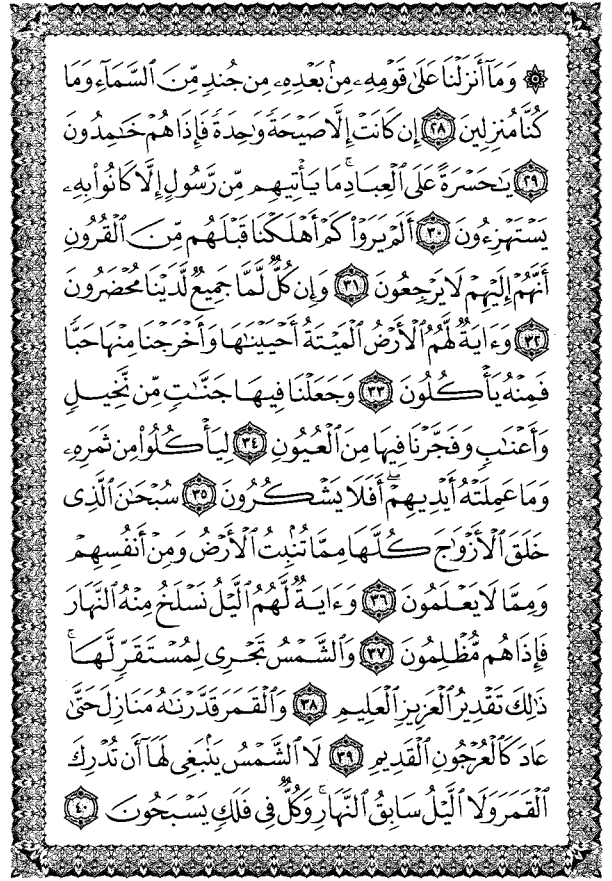 ۞ وَمَآ أَنزَلْنَا عَلَىٰ قَوْمِهِۦ مِنۢ بَعْدِهِۦ مِن جُندٍ مِّنَ ٱلسَّمَآءِ وَمَا
كُنَّا مُنزِلِينَ ٢٨ إِن كَانَتْ إِلَّا صَيْحَةً وَٰحِدَةً فَإِذَا هُمْ خَـٰمِدُونَ
٢٩ يَـٰحَسْرَةً عَلَى ٱلْعِبَادِ ۚ مَا يَأْتِيهِم مِّن رَّسُولٍ إِلَّا كَانُوا۟ بِهِۦ
يَسْتَهْزِءُونَ ٣٠ أَلَمْ يَرَوْا۟ كَمْ أَهْلَكْنَا قَبْلَهُم مِّنَ ٱلْقُرُونِ
أَنَّهُمْ إِلَيْهِمْ لَا يَرْجِعُونَ ٣١ وَإِن كُلٌّ لَّمَّا جَمِيعٌ لَّدَيْنَا مُحْضَرُونَ
٣٢ وَءَايَةٌ لَّهُمُ ٱلْأَرْضُ ٱلْمَيْتَةُ أَحْيَيْنَـٰهَا وَأَخْرَجْنَا مِنْهَا حَبًّا
فَمِنْهُ يَأْكُلُونَ ٣٣ وَجَعَلْنَا فِيهَا جَنَّـٰتٍ مِّن نَّخِيلٍ
وَأَعْنَـٰبٍ وَفَجَّرْنَا فِيهَا مِنَ ٱلْعُيُونِ ٣٤ لِيَأْكُلُوا۟ مِن ثَمَرِهِۦ
وَمَا عَمِلَتْهُ أَيْدِيهِمْ ۖ أَفَلَا يَشْكُرُونَ ٣٥ سُبْحَـٰنَ ٱلَّذِى
خَلَقَ ٱلْأَزْوَٰجَ كُلَّهَا مِمَّا تُنۢبِتُ ٱلْأَرْضُ وَمِنْ أَنفُسِهِمْ
وَمِمَّا لَا يَعْلَمُونَ ٣٦ وَءَايَةٌ لَّهُمُ ٱلَّيْلُ نَسْلَخُ مِنْهُ ٱلنَّهَارَ
فَإِذَا هُم مُّظْلِمُونَ ٣٧ وَٱلشَّمْسُ تَجْرِى لِمُسْتَقَرٍّ لَّهَا ۚ
ذَٰلِكَ تَقْدِيرُ ٱلْعَزِيزِ ٱلْعَلِيمِ ٣٨ وَٱلْقَمَرَ قَدَّرْنَـٰهُ مَنَازِلَ حَتَّىٰ
عَادَ كَٱلْعُرْجُونِ ٱلْقَدِيمِ ٣٩ لَا ٱلشَّمْسُ يَنۢبَغِى لَهَآ أَن تُدْرِكَ
ٱلْقَمَرَ وَلَا ٱلَّيْلُ سَابِقُ ٱلنَّهَارِ ۚ وَكُلٌّ فِى فَلَكٍ يَسْبَحُونَ ٤٠